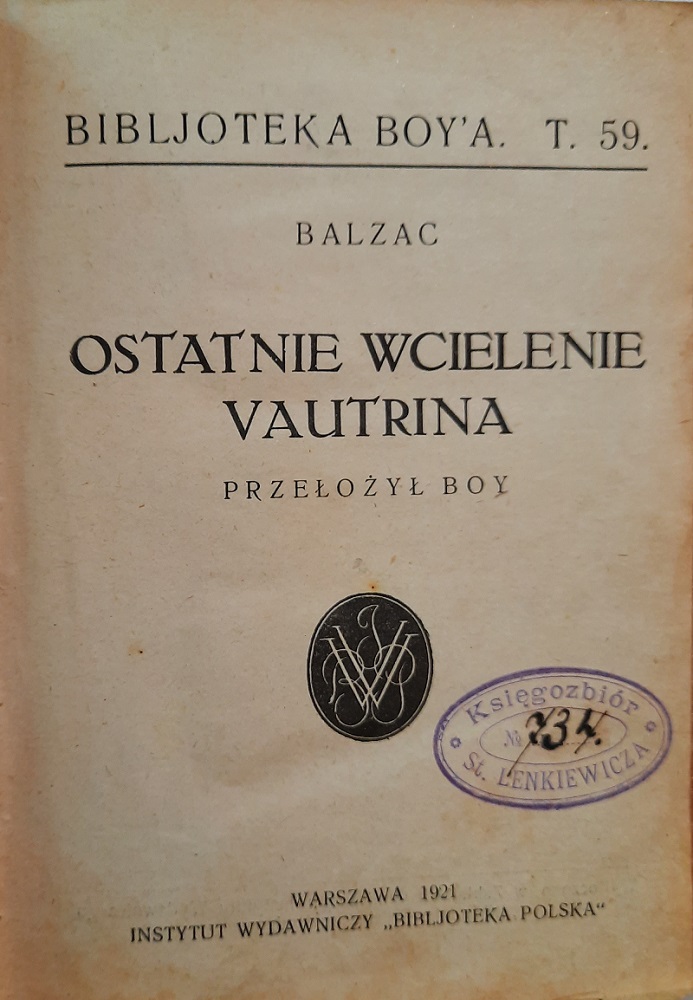 BIBLJOTEKA BOY'A. T. 59.
BALZAC
OSTATNIE WCIELENIE
VAUTRINA
PRZEŁOŻYŁ BOY
Księgozbiór
№ 734.
St. LENKIEWICZA
WARSZAWA 1921
INSTYTUT WYDAWNICZY „BIBLJOTEKA POLSKA“